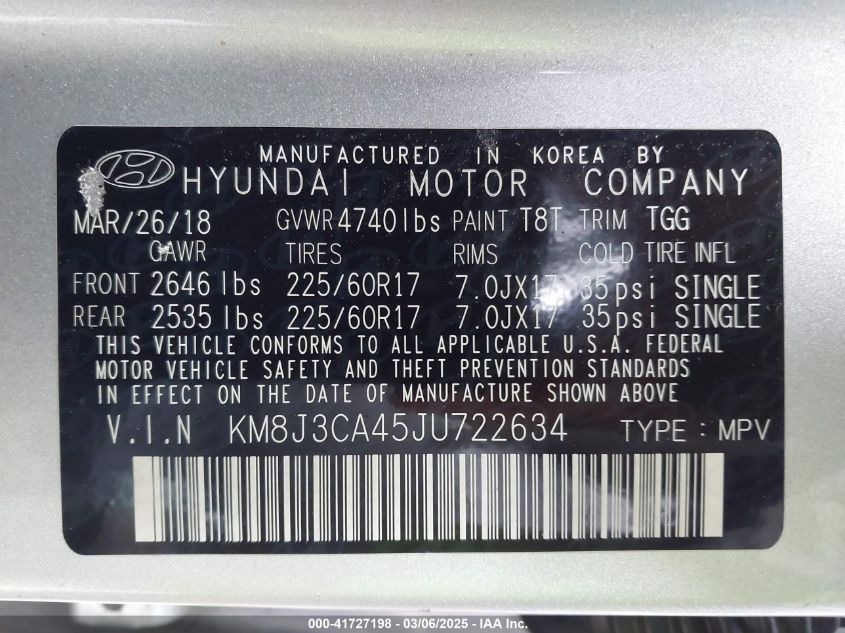 MANUFACTURED IN KOREA BY
HYUNDAI MOTOR COMPANY
MAR/26/18 GVWR 4740lbs PAINT T8T TRIM TGG
GAWR TIRES RIMS COLD TIRE INFL
FRONT 2646 lbs 225/60R17 7.0JX17 35psi SINGLE
REAR 2535 lbs 225/60R17 7.0JX17 35psi SINGLE
THIS VEHICLE CONFORMS TO ALL APPLICABLE U.S.A. FEDERAL
MOTOR VEHICLE SAFETY AND THEFT PREVENTION STANDARDS
IN EFFECT ON THE DATE OF MANUFACTURE SHOWN ABOVE
V.I.N KM8J3CA45JU722634 TYPE : MPV
000-41727198 - 03/06/2025 - IAA Inc.